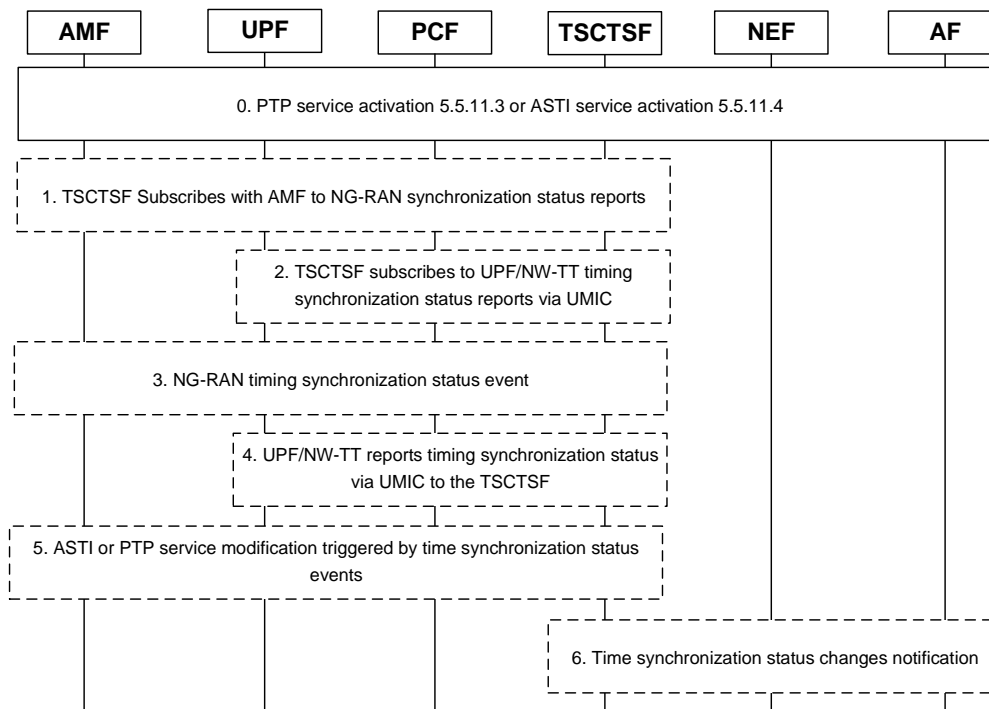 AMF UPF PCF TSCTSF NEF AF
0. PTP service activation 5.5.11.3 or ASTI service activation 5.5.11.4
1. TSCTSF Subscribes with AMF to NG-RAN synchronization status reports
2. TSCTSF subscribes to UPF/NW-TT timing
synchronization status reports via UMIC
3. NG-RAN timing synchronization status event
4. UPF/NW-TT reports timing synchronization status
via UMIC to the TSCTSF
5. ASTI or PTP service modification triggered by time synchronization status
events
6. Time synchronization status changes notification